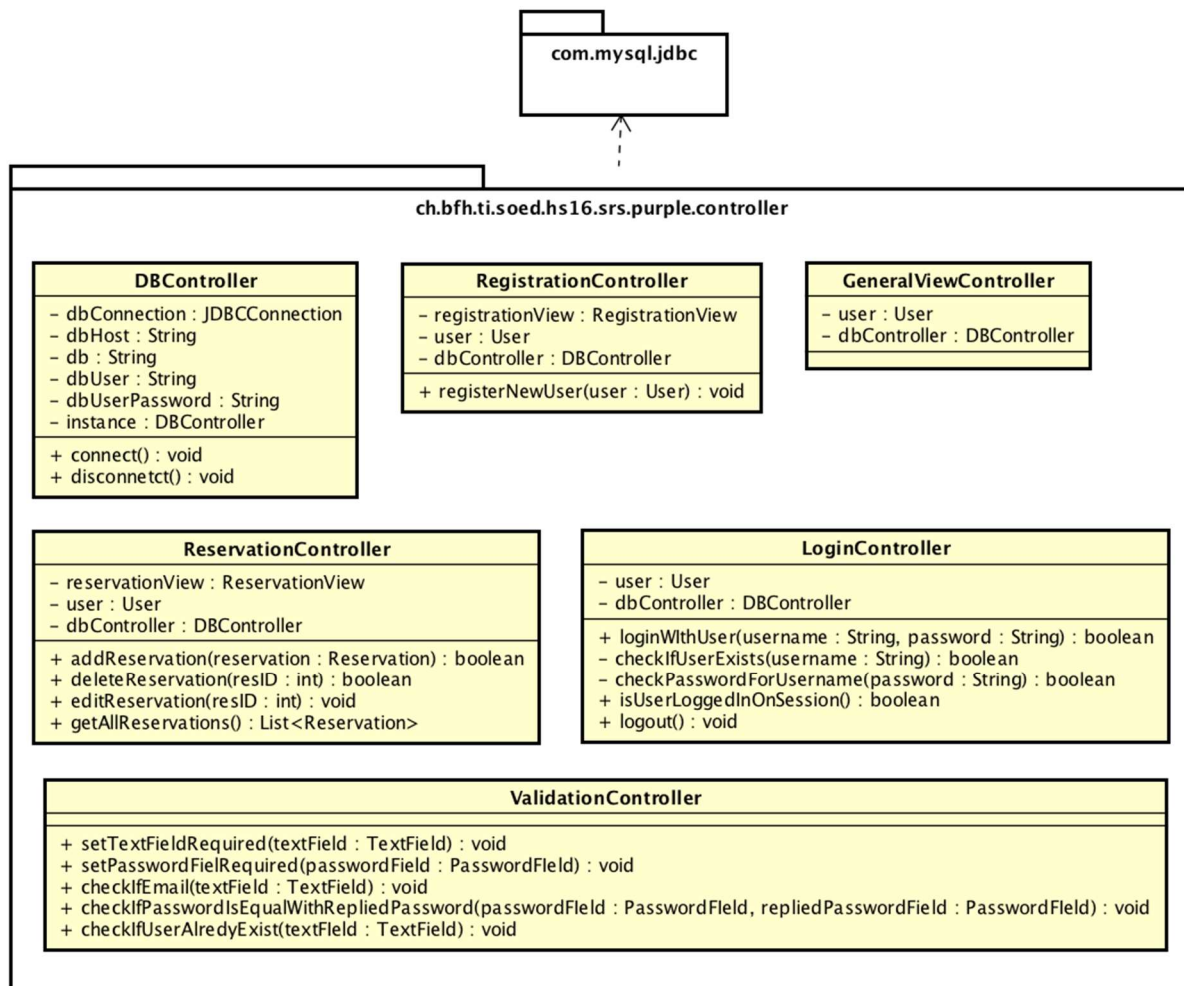 com.mysql.jdbc
ch.bfh.ti.soed.hs16.srs.purple.controller
DBController
– dbConnection : JDBCConnection
– dbHost : String
– db : String
– dbUser : String
– dbUserPassword : String
– instance : DBController
+ connect() : void
+ disconnetct() : void
RegistrationController
– registrationView : RegistrationView
– user : User
– dbController : DBController
+ registerNewUser(user : User) : void
GeneralViewController
– user : User
– dbController : DBController
ReservationController
– reservationView : ReservationView
– user : User
– dbController : DBController
+ addReservation(reservation : Reservation) : boolean
+ deleteReservation(resID : int) : boolean
+ editReservation(resID : int) : void
+ getAllReservations() : List<Reservation>
LoginController
– user : User
– dbController : DBController
+ loginWIthUser(username : String, password : String) : boolean
– checkIfUserExists(username : String) : boolean
– checkPasswordForUsername(password : String) : boolean
+ isUserLoggedInOnSession() : boolean
+ logout() : void
ValidationController
+ setTextFieldRequired(textField : TextField) : void
+ setPasswordFielRequired(passwordField : PasswordFIeld) : void
+ checkIfEmail(textField : TextField) : void
+ checkIfPasswordIsEqualWithRepliedPassword(passwordFIeld : PasswordFIeld, repliedPasswordField : PasswordFIeld) : void
+ checkIfUserAlredyExist(textFIeld : TextField) : void